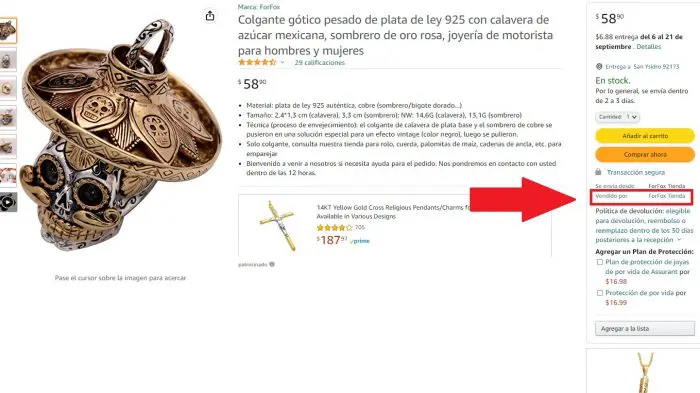 Marca: ForFox
Colgante gótico pesado de plata de ley 925 con calavera de
azúcar mexicana, sombrero de oro rosa, joyería de motorista
para hombres y mujeres
29 calificaciones
$58⁹⁰
• Material: plata de ley 925 auténtica, cobre (sombrero/bigote dorado...)
• Tamaño: 2,4*1,3 cm (calavera), 3,3 cm (sombrero); NW: 14,6G (calavera), 15,1G (sombrero)
• Técnica (proceso de envejecimiento): el colgante de calavera de plata base y el sombrero de cobre se
pusieron en una solución especial para un efecto vintage (color negro), luego se pulieron.
• Solo colgante, consulta nuestra tienda para rolo, cuerda, palomitas de maíz, cadenas de ancla, etc. para
emparejar
• Bienvenido a venir a nosotros si necesita ayuda para el pedido. Nos pondremos en contacto con usted
dentro de las 12 horas.
14KT Yellow Gold Cross Religious Pendants/Charms fo
Available in Various Designs
705
$187⁹⁷ prime
patrocinado
Pase el cursor sobre la imagen para acercar
$58⁹⁰
$6.88 entrega del 6 al 21 de
septiembre. Detalles
Entrega a San Ysidro 92173
En stock.
Por lo general, se envía dentro
de 2 a 3 días.
Cantidad: 1
Añadir al carrito
Comprar ahora
Transacción segura
Se envía desde ForFox Tienda
Vendido por ForFox Tienda
Política de devolución: elegible
para devolución, reembolso o
reemplazo dentro de los 30 días
posteriores a la recepción
Agregar un Plan de Protección:
Plan de protección de joyas
de por vida de Assurant por
$16.98
Protección de por vida por
$16.99
Agregar a la lista